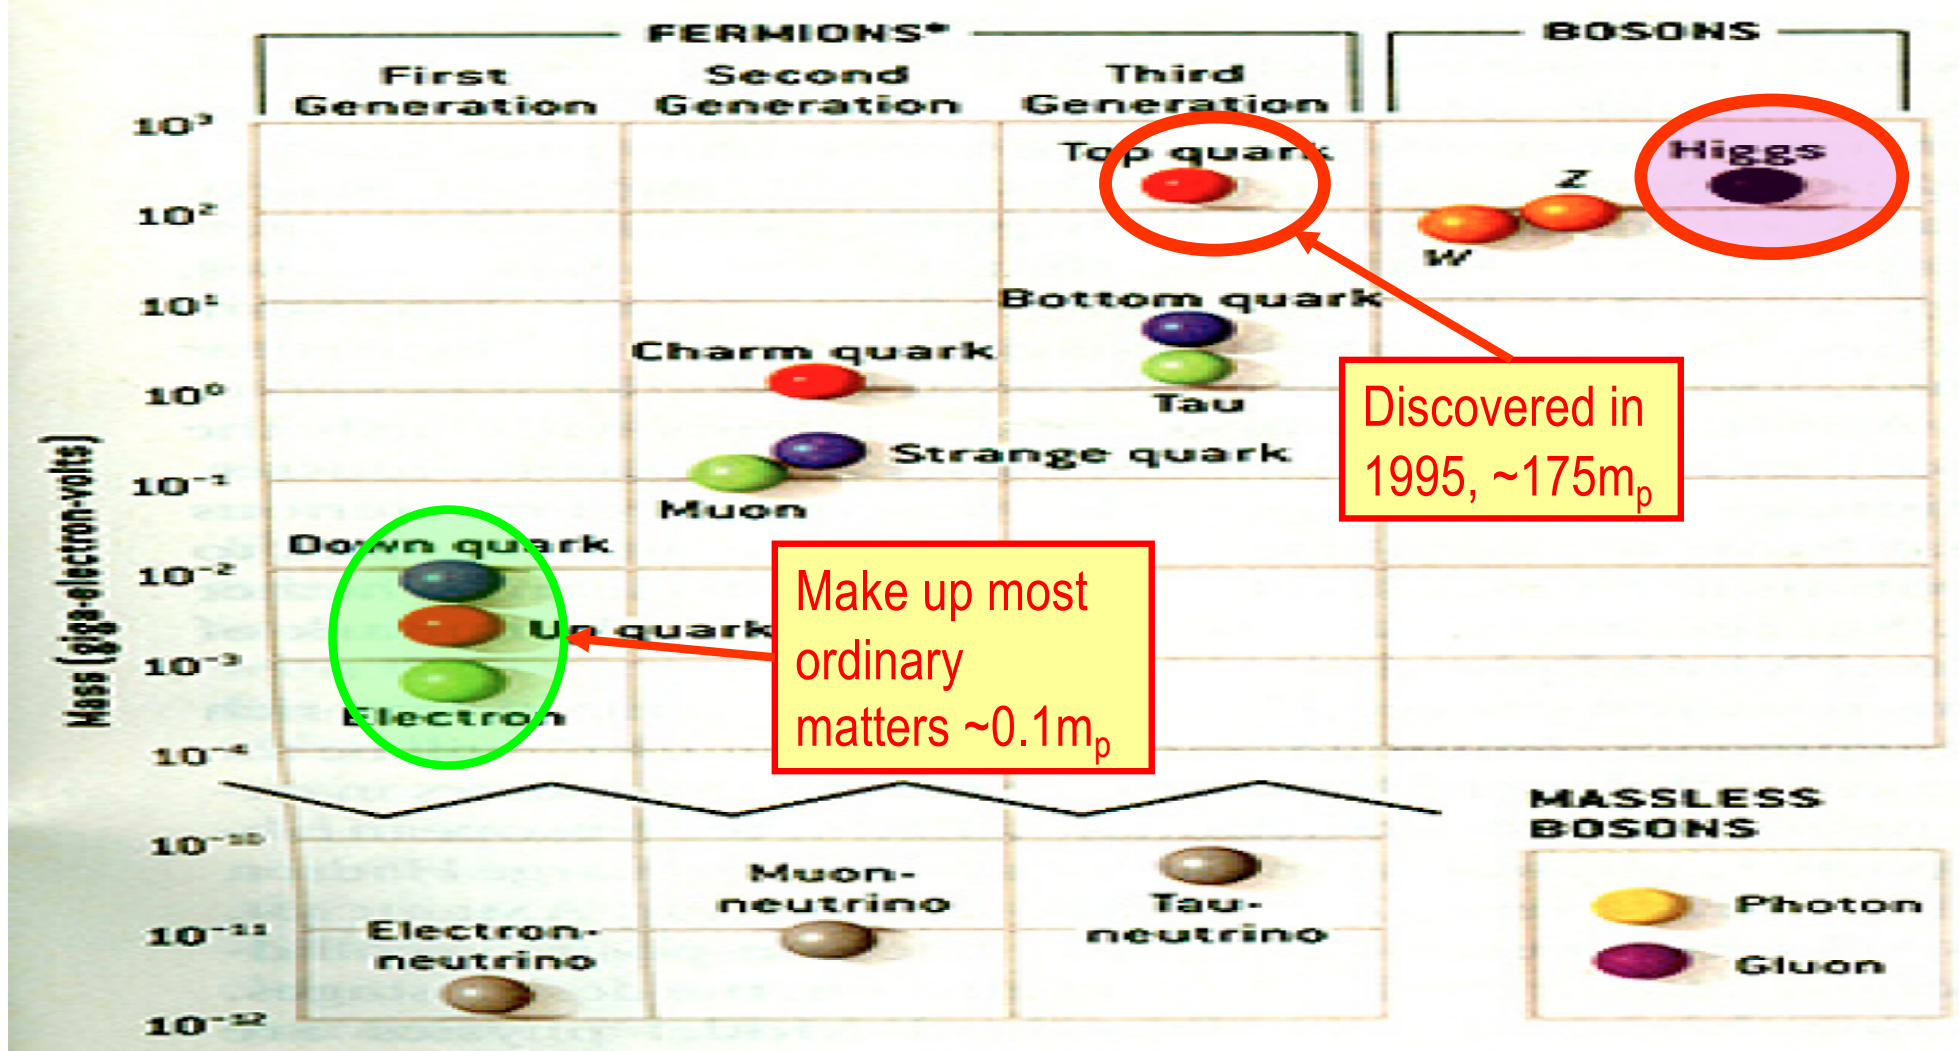 FERMIONS*
BOSONS
First
Generation
Second
Generation
Third
Generation
10³
10²
10¹
10⁰
10⁻¹
10⁻²
10⁻³
10⁻⁴
10⁻¹⁰
10⁻¹¹
10⁻¹²
Mass (giga-electron-volts)
Top quark
Higgs
Z
W
Bottom quark
Charm quark
Tau
Strange quark
Muon
Discovered in
1995, ~175mₚ
Down quark
Up quark
Electron
Make up most
ordinary
matters ~0.1mₚ
Electron-
neutrino
Muon-
neutrino
Tau-
neutrino
MASSLESS
BOSONS
Photon
Gluon